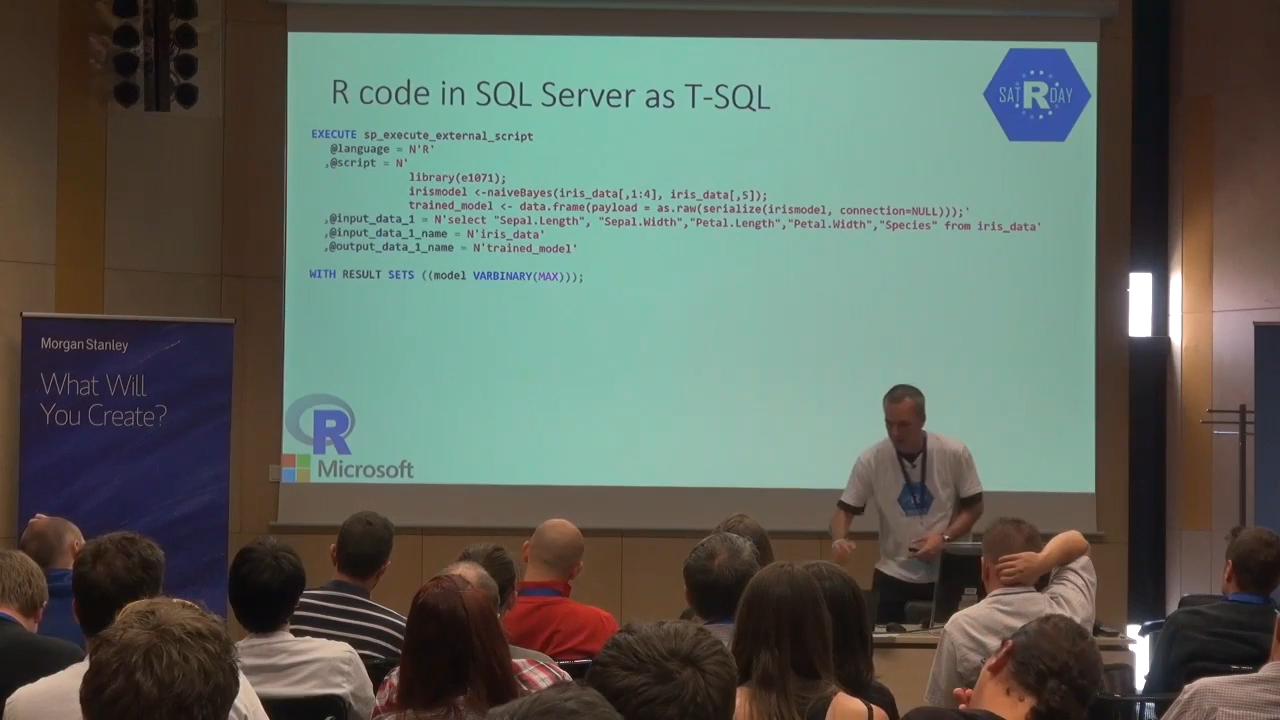 R code in SQL Server as T-SQL
SATRDAY
EXECUTE sp_execute_external_script
@language = N'R'
,@script = N'
library(e1071);
irismodel <-naiveBayes(iris_data[,1:4], iris_data[,5]);
trained_model <- data.frame(payload = as.raw(serialize(irismodel, connection=NULL)));'
,@input_data_1 = N'select "Sepal.Length", "Sepal.Width","Petal.Length","Petal.Width","Species" from iris_data'
,@input_data_1_name = N'iris_data'
,@output_data_1_name = N'trained_model'
WITH RESULT SETS ((model VARBINARY(MAX)));
R
Microsoft
Morgan Stanley
What Will
You Create?